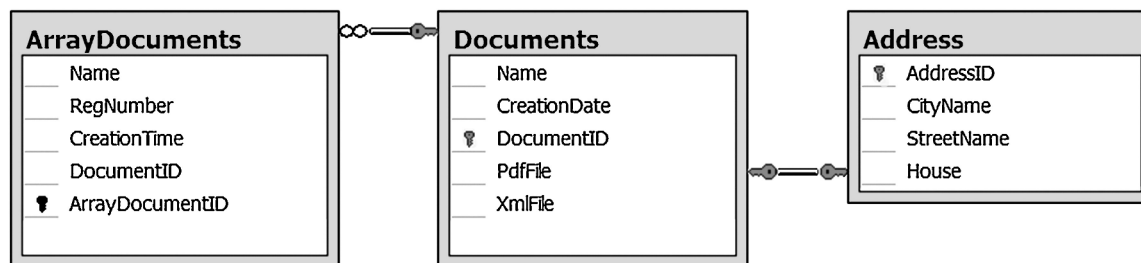 ArrayDocuments
Name
RegNumber
CreationTime
DocumentID
ArrayDocumentID
Documents
Name
CreationDate
DocumentID
PdfFile
XmlFile
Address
AddressID
CityName
StreetName
House